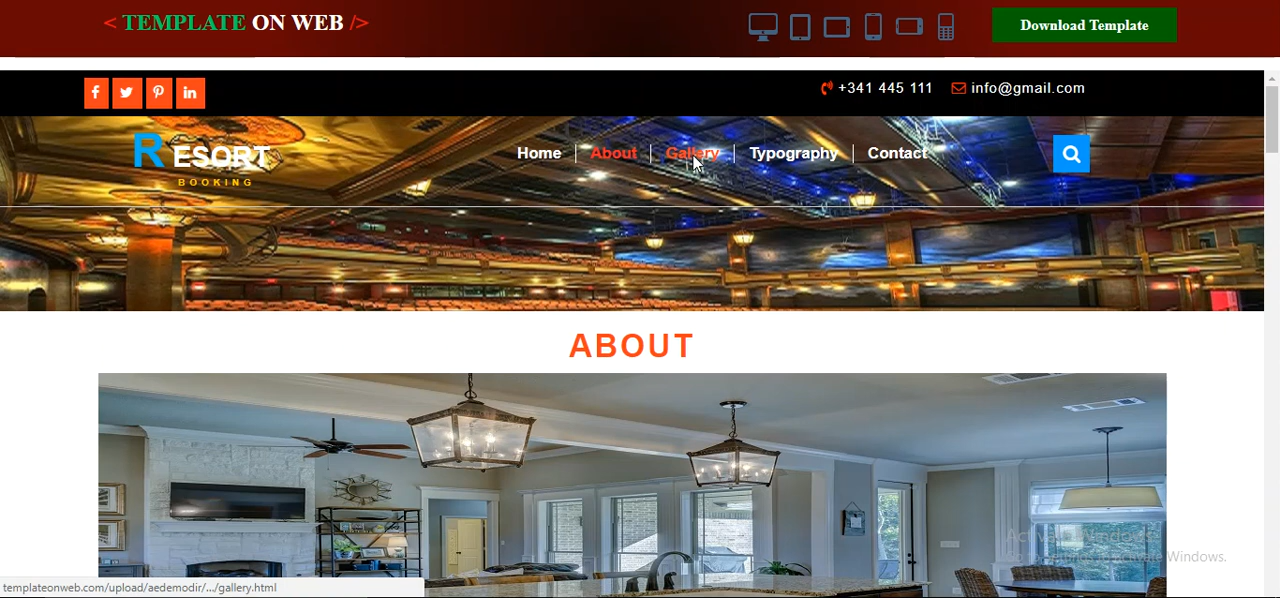 < TEMPLATE ON WEB />
Download Template
+341 445 111 info@gmail.com
RESORT
BOOKING
Home About Gallery Typography Contact
ABOUT
Windows.
templateonweb.com/upload/aedemodir/.../gallery.html